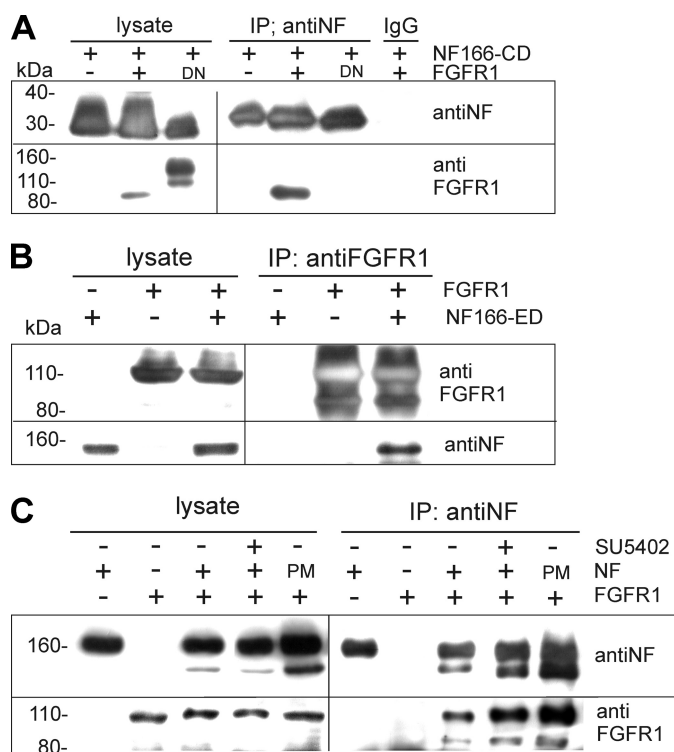 A
lysate IP; antiNF IgG
+ + + + + + + NF166-CD
kDa - + DN - + DN + FGFR1
40-
30- antiNF
160-
110- anti
80- FGFR1
B
lysate IP: antiFGFR1
- + + - + + FGFR1
+ - + + - + NF166-ED
kDa
110- anti
FGFR1
80-
160- antiNF
C
lysate IP: antiNF
- - - + - - - - + - SU5402
+ - + + PM + - + + PM NF
- + + + + - + + + + FGFR1
160- antiNF
110- anti
FGFR1
80-